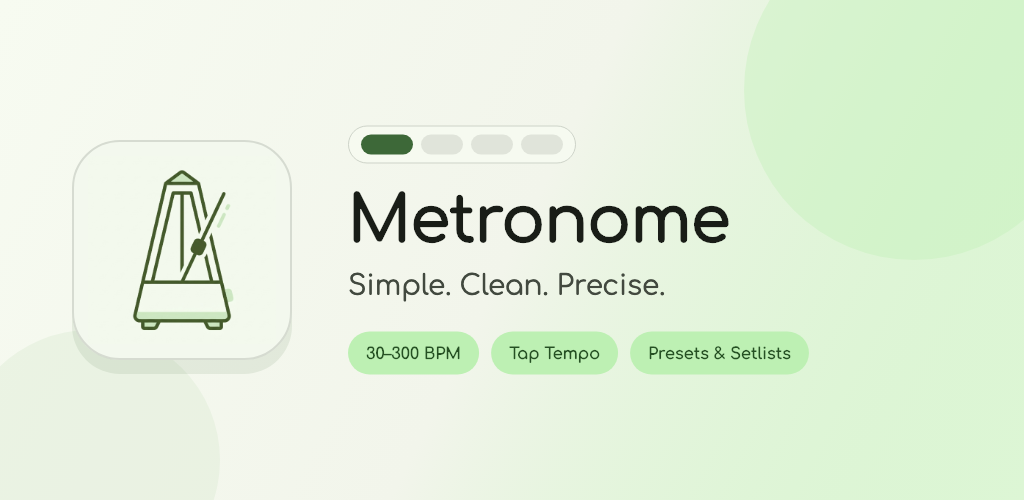 Metronome
Simple. Clean. Precise.
30–300 BPM
Tap Tempo
Presets & Setlists